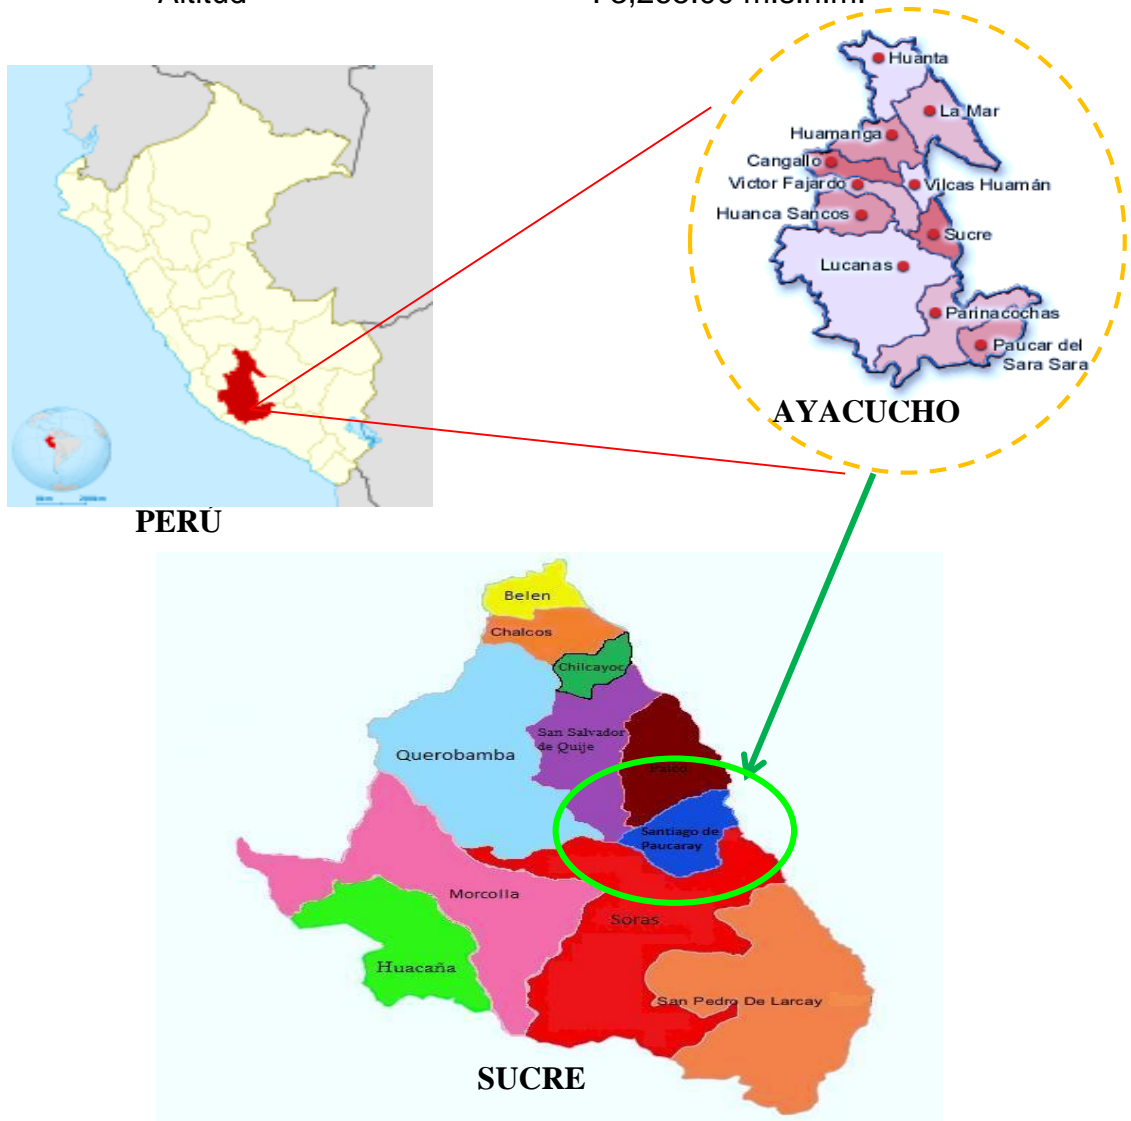 Huanta
La Mar
Huamanga
Cangallo
Victor Fajardo
Vilcas Huamán
Huanca Sancos
Sucre
Lucanas
Parinacochas
Paucar del
Sara Sara
AYACUCHO
PERÚ
Belen
Chalcos
Chilcayoc
San Salvador
de Quije
Querobamba
Paico
Santiago de
Paucaray
Morcolla
Soras
Huacaña
San Pedro De Larcay
SUCRE